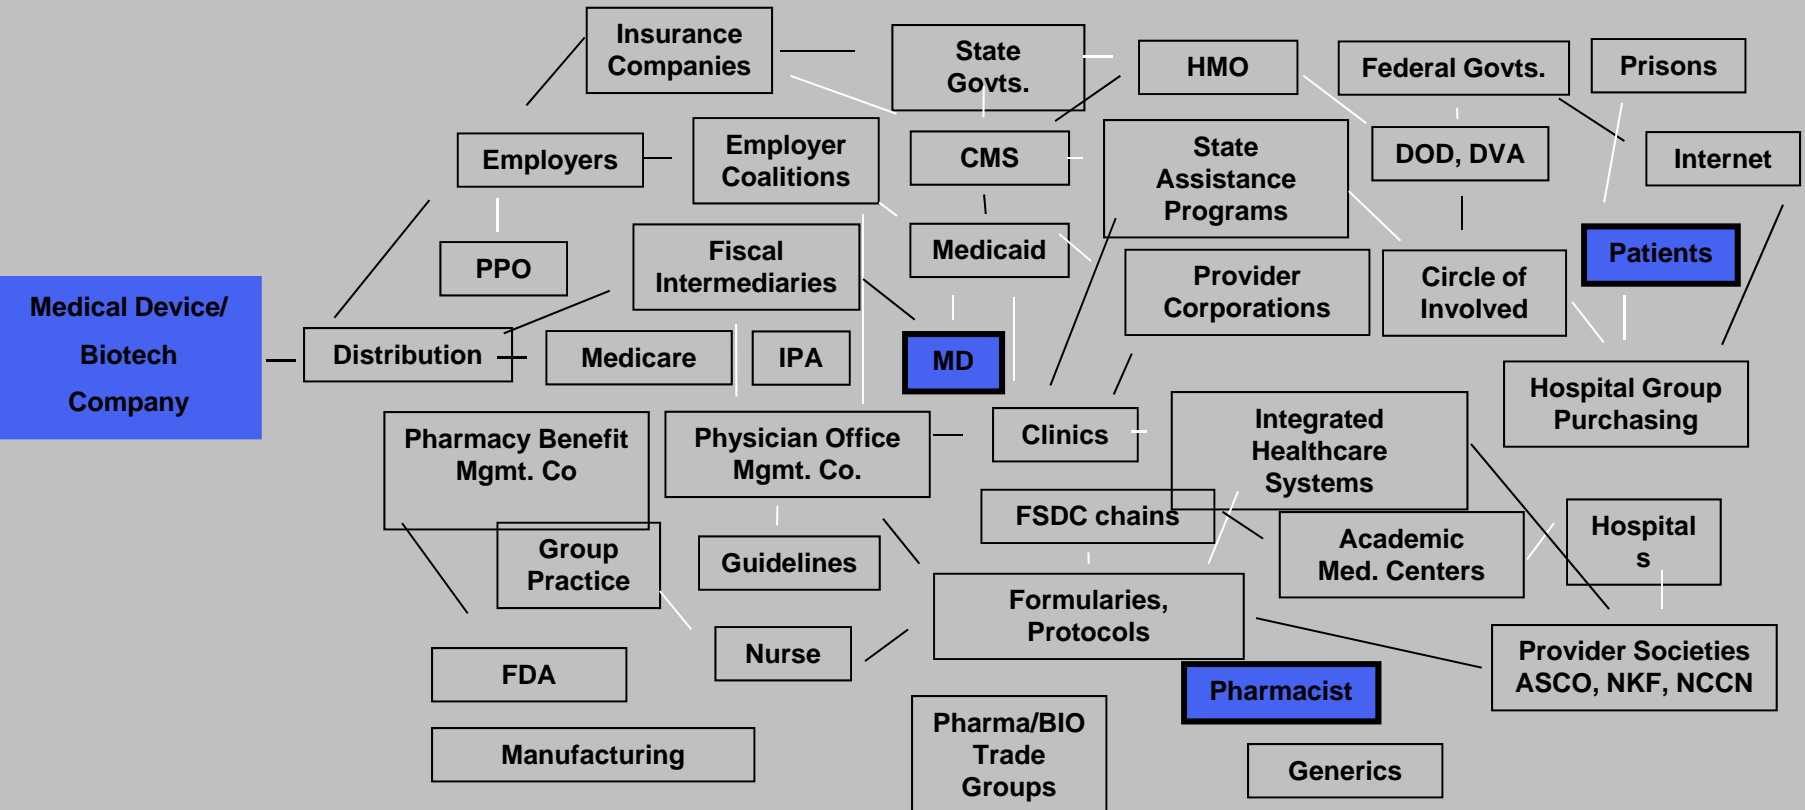 Insurance
Companies
State
Govts.
HMO
Federal Govts.
Prisons
Employers
Employer
Coalitions
CMS
State
Assistance
Programs
DOD, DVA
Internet
PPO
Fiscal
Intermediaries
Medicaid
Provider
Corporations
Circle of
Involved
Patients
Medical Device/
Biotech
Company
Distribution
Medicare
IPA
MD
Hospital Group
Purchasing
Pharmacy Benefit
Mgmt. Co
Physician Office
Mgmt. Co.
Clinics
Integrated
Healthcare
Systems
FSDC chains
Group
Practice
Guidelines
Academic
Med. Centers
Hospital
s
Formularies,
Protocols
Nurse
FDA
Provider Societies
ASCO, NKF, NCCN
Pharmacist
Manufacturing
Pharma/BIO
Trade
Groups
Generics